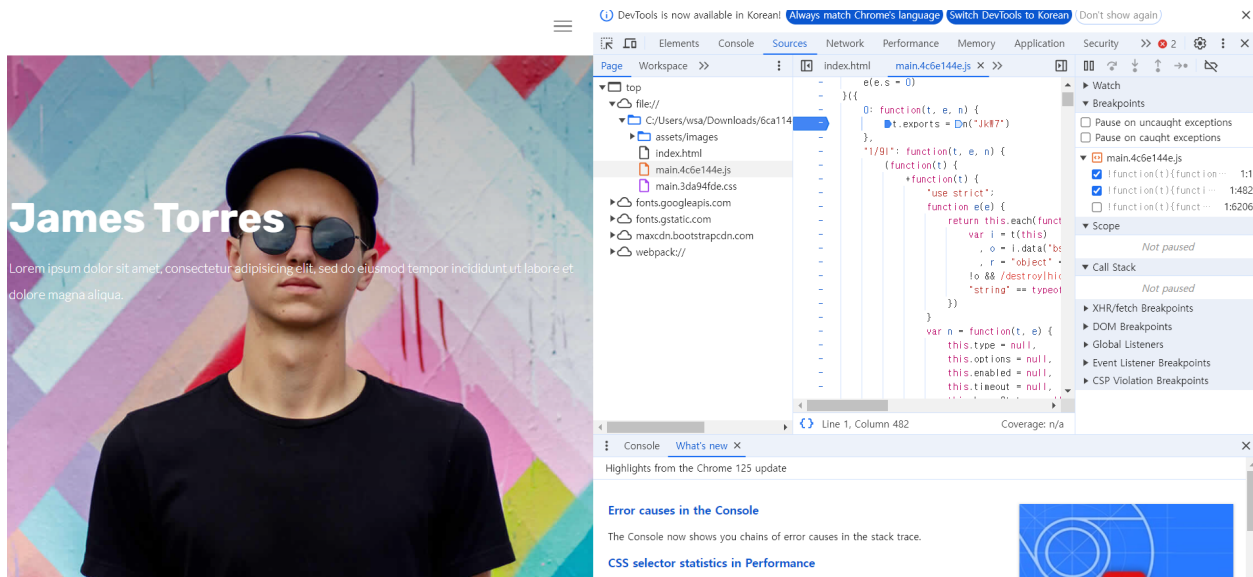 DevTools is now available in Korean! Always match Chrome's language Switch DevTools to Korean Don't show again
Elements Console Sources Network Performance Memory Application Security 2
Page Workspace
index.html main.4c6e144e.js
top
file://
C:/Users/wsa/Downloads/6ca114
assets/images
index.html
main.4c6e144e.js
main.3da94fde.css
fonts.googleapis.com
fonts.gstatic.com
maxcdn.bootstrapcdn.com
webpack://
e(e.s = 0)
}({
0: function(t, e, n) {
t.exports = n("JkW7")
},
"1/9I": function(t, e, n) {
(function(t) {
+function(t) {
"use strict";
function e(e) {
return this.each(funct
var i = t(this)
, o = i.data("bs
, r = "object" =
!o && /destroy|hid
"string" == typeof
})
}
var n = function(t, e) {
this.type = null,
this.options = null,
this.enabled = null,
this.timeout = null,
Line 1, Column 482 Coverage: n/a
Watch
Breakpoints
Pause on uncaught exceptions
Pause on caught exceptions
main.4c6e144e.js
!function(t){function··· 1:1
!function(t){functi··· 1:482
!function(t){funct··· 1:6206
Scope
Not paused
Call Stack
Not paused
XHR/fetch Breakpoints
DOM Breakpoints
Global Listeners
Event Listener Breakpoints
CSP Violation Breakpoints
James Torres
Lorem ipsum dolor sit amet, consectetur adipisicing elit, sed do eiusmod tempor incididunt ut labore et
dolore magna aliqua.
Console What's new
Highlights from the Chrome 125 update
Error causes in the Console
The Console now shows you chains of error causes in the stack trace.
CSS selector statistics in Performance